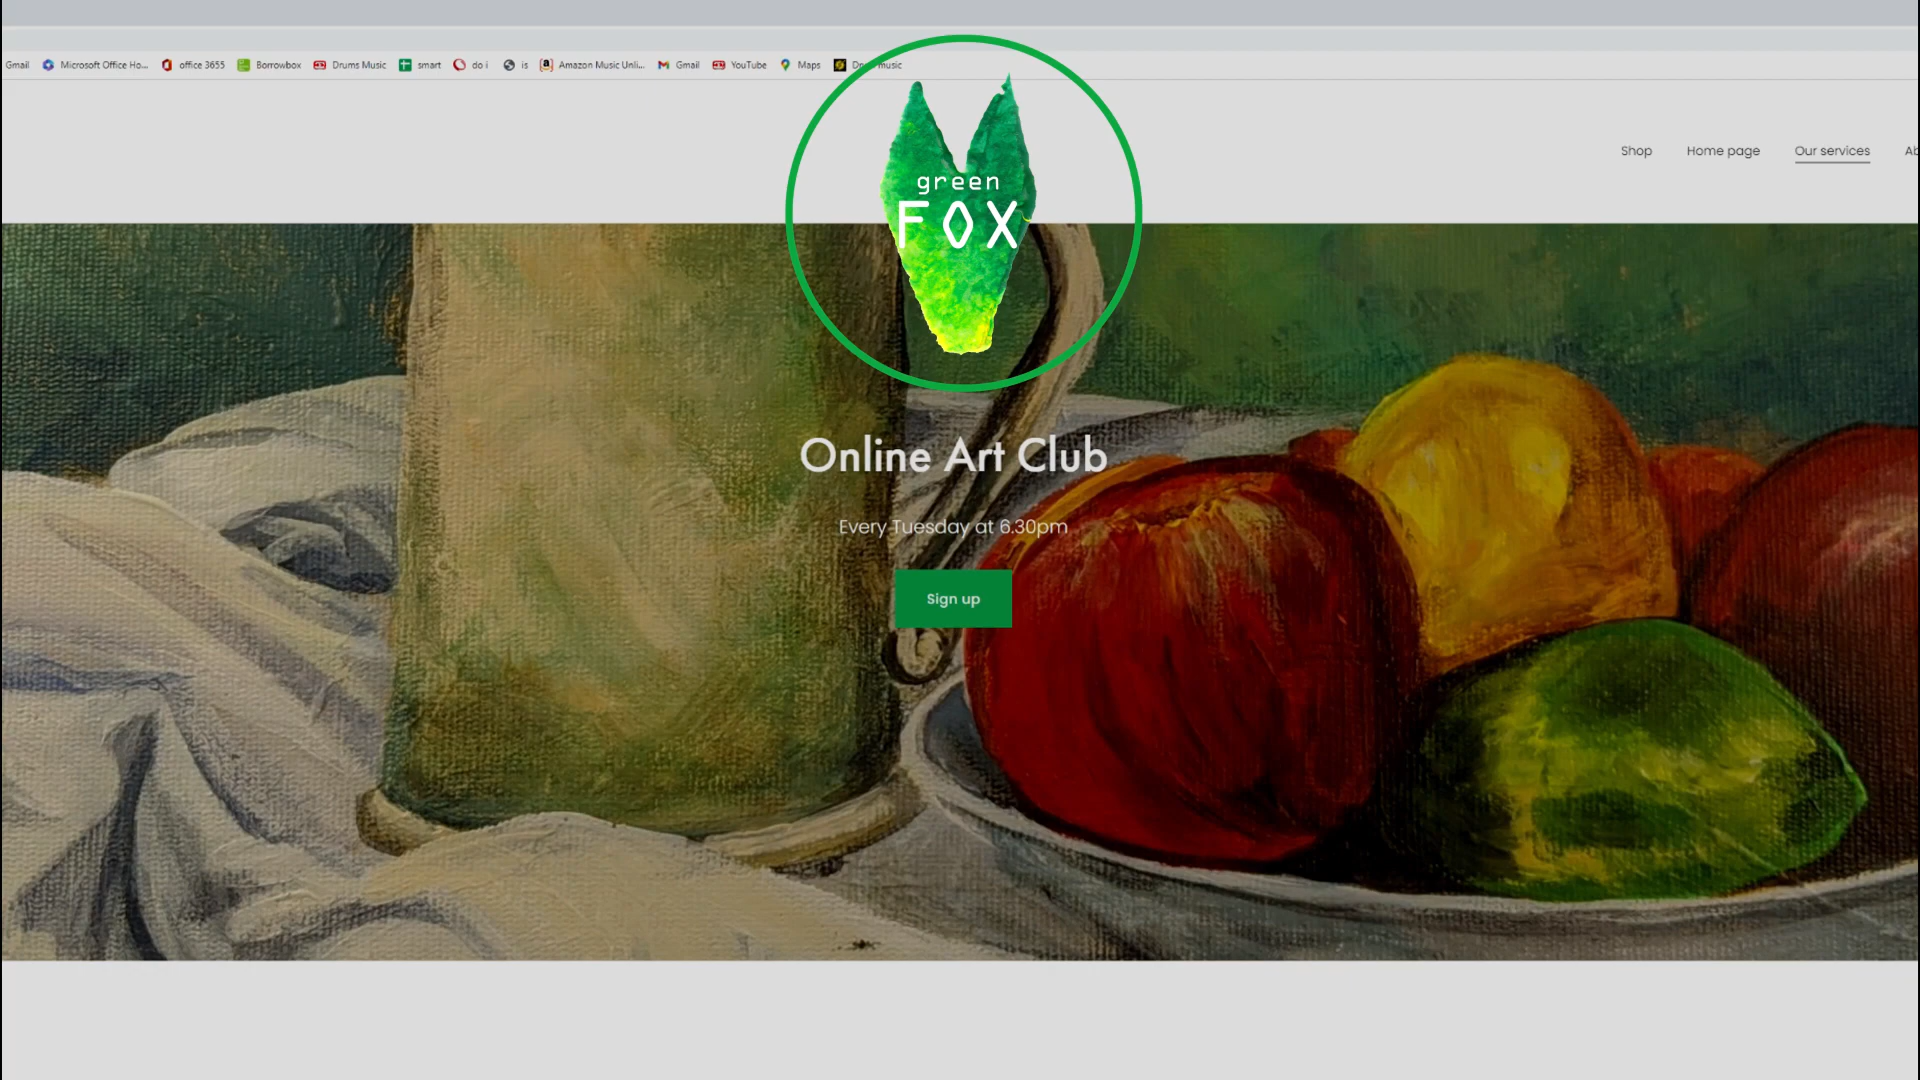 Gmail Microsoft Office Ho... office 3655 Borrowbox Drums Music smart do i is Amazon Music Unli... Gmail YouTube Maps music
Shop Home page Our services
green
FOX
Online Art Club
Every Tuesday at 6.30pm
Sign up